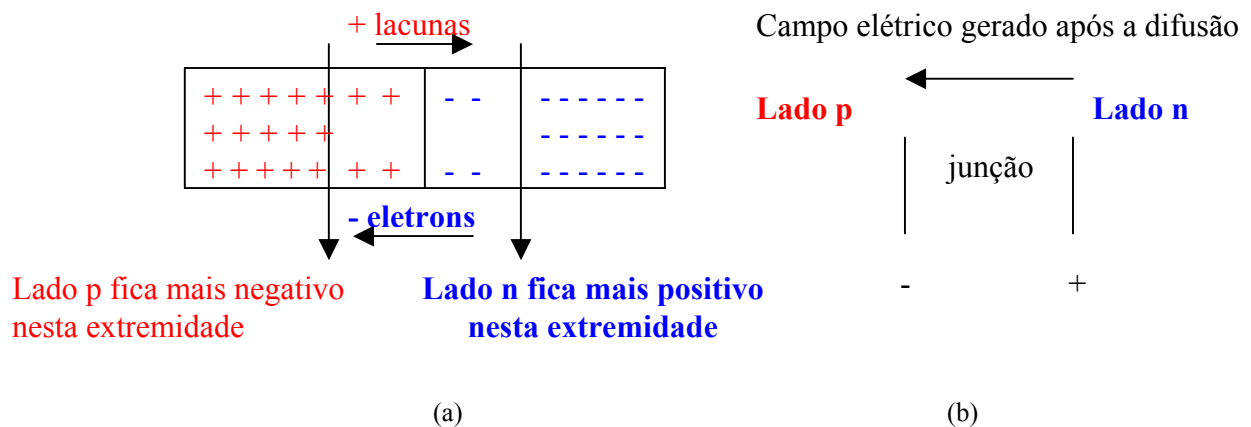 + lacunas
+ + + + + + + + - - - - - - - -
+ + + + + - - - - - -
+ + + + + + + + - - - - - - - -
- eletrons
Lado p fica mais negativo
nesta extremidade
Lado n fica mais positivo
nesta extremidade
(a)
Campo elétrico gerado após a difusão
Lado p
Lado n
junção
- +
(b)